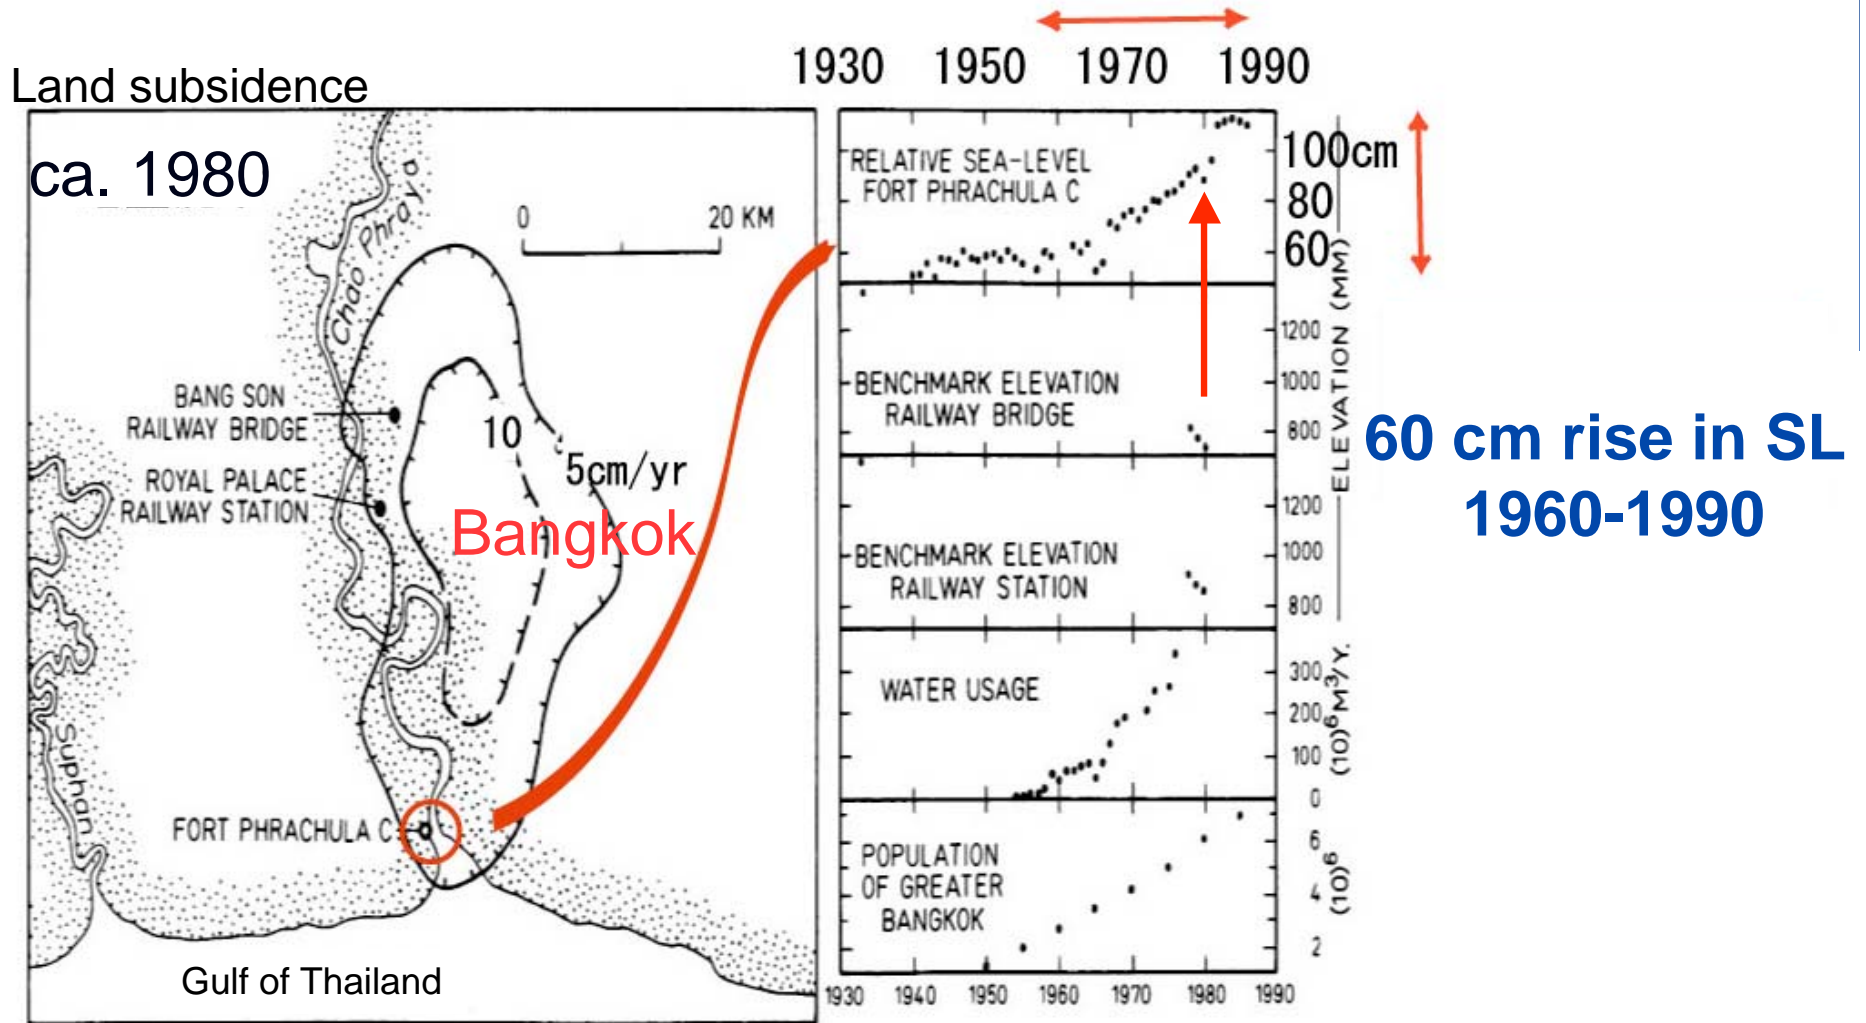 Land subsidence
ca. 1980
Chao Phraya
0 20 KM
BANG SON
RAILWAY BRIDGE
ROYAL PALACE
RAILWAY STATION
10
5cm/yr
Bangkok
Suphan
FORT PHRACHULA C
Gulf of Thailand
1930 1950 1970 1990
RELATIVE SEA-LEVEL
FORT PHRACHULA C
100cm
80
60
BENCHMARK ELEVATION
RAILWAY BRIDGE
1200
1000
800
ELEVATION (MM)
BENCHMARK ELEVATION
RAILWAY STATION
1200
1000
800
WATER USAGE
300
200
100
0
(10)⁶M³/Y.
POPULATION
OF GREATER
BANGKOK
6
4
2
(10)⁶
1930 1940 1950 1960 1970 1980 1990
60 cm rise in SL
1960-1990